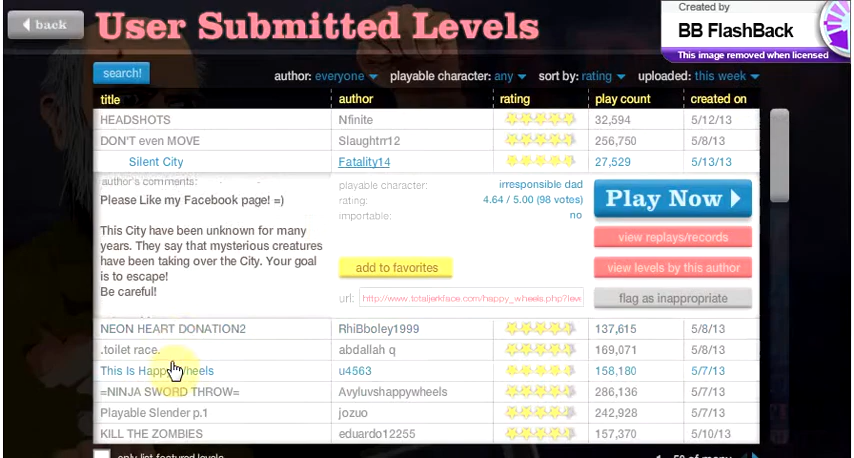 back
User Submitted Levels
Created by
BB FlashBack
This image removed when licensed
search!
author: everyone playable character: any sort by: rating uploaded: this week
title author rating play count created on
HEADSHOTS Nfinite 32,594 5/12/13
DON'T even MOVE Slaughtrr12 256,750 5/8/13
Silent City Fatality14 27,529 5/13/13
author's comments:
Please Like my Facebook page! =)
This City have been unknown for many
years. They say that mysterious creatures
have been taking over the City. Your goal
is to escape!
Be careful!
playable character: irresponsible dad
rating: 4.64 / 5.00 (98 votes)
importable: no
add to favorites
url: http://www.totaljerkface.com/happy_wheels.php?leve
Play Now
view replays/records
view levels by this author
flag as inappropriate
NEON HEART DONATION2 RhiBboley1999 137,615 5/8/13
.toilet race. abdallah q 169,071 5/8/13
This Is Happy Wheels u4563 158,180 5/7/13
=NINJA SWORD THROW= Avyluvshappywheels 286,136 5/7/13
Playable Slender p.1 jozuo 242,928 5/7/13
KILL THE ZOMBIES eduardo12255 157,370 5/10/13
only list featured levels